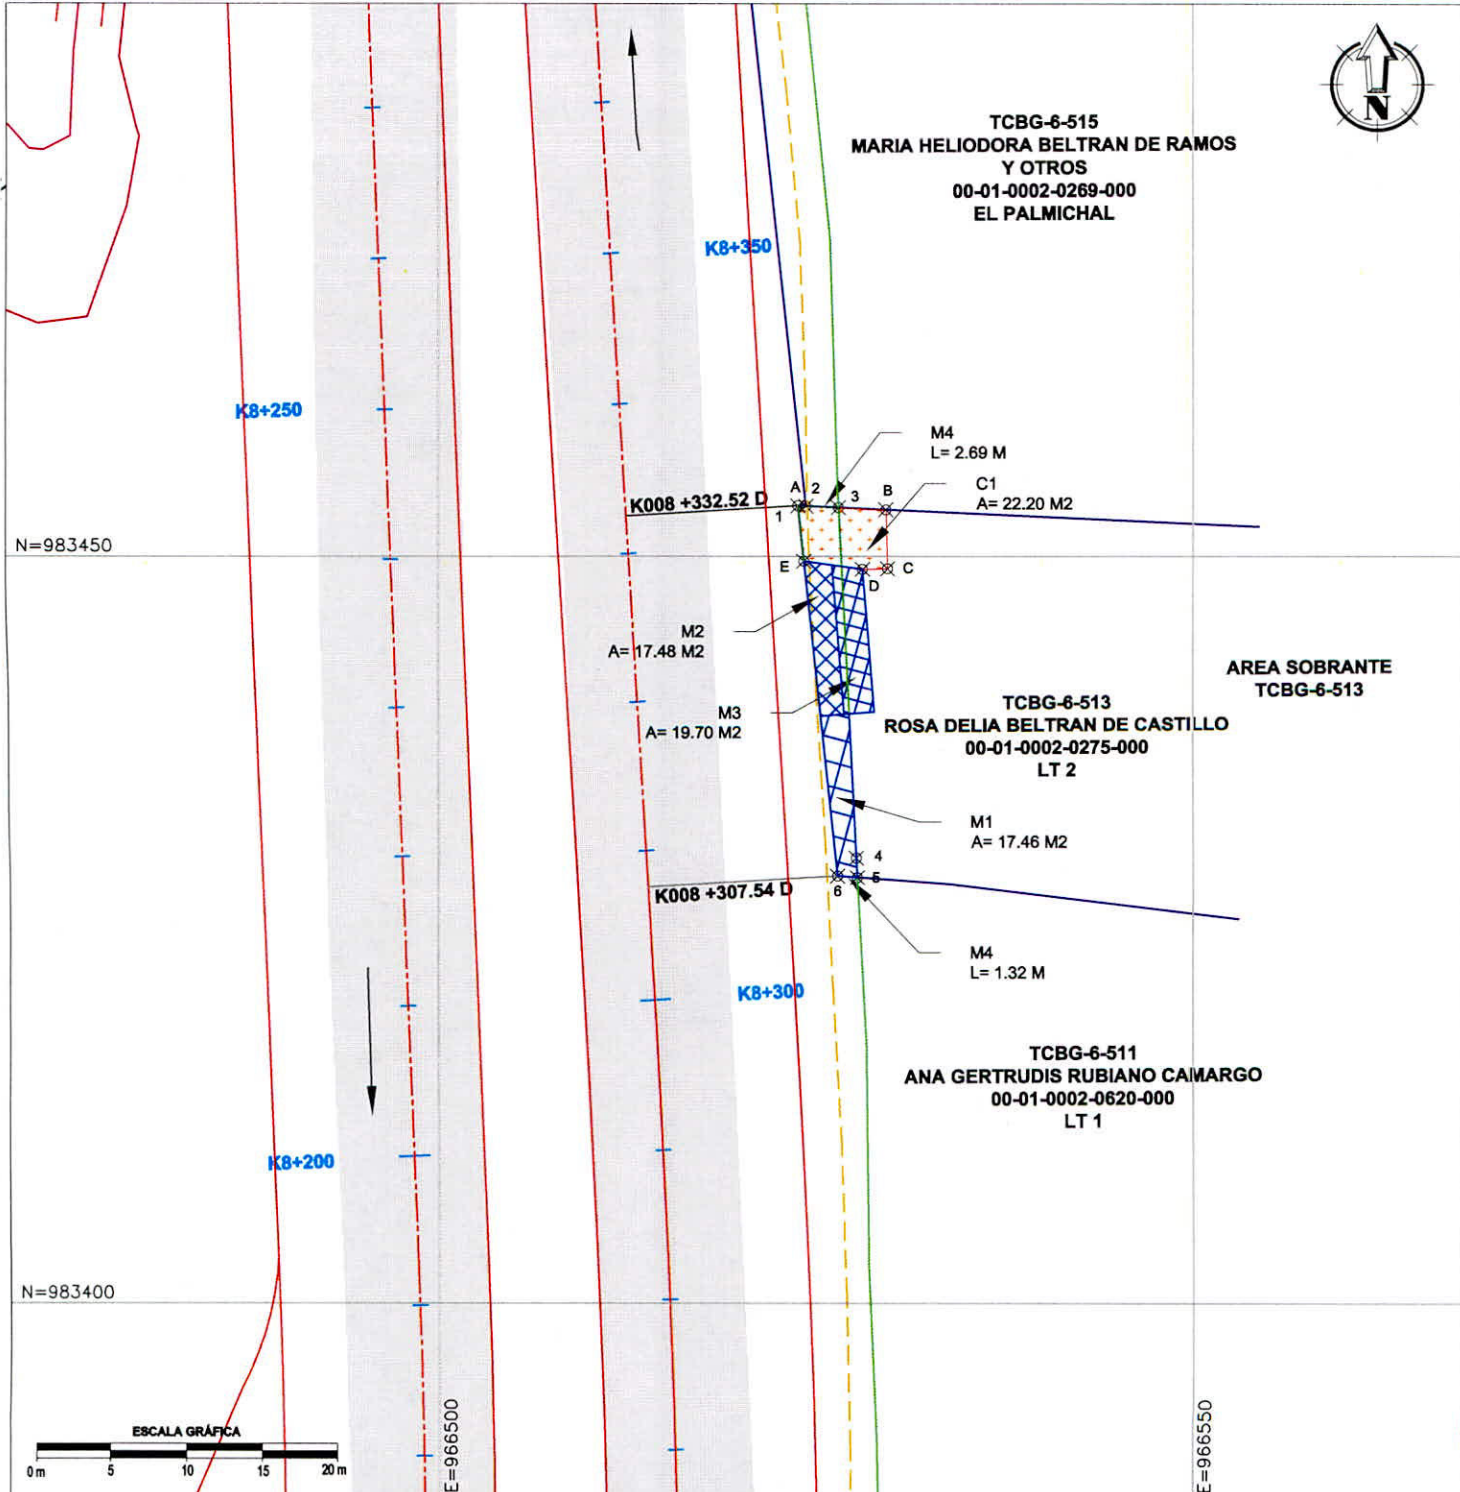 N
TCBG-6-515
MARIA HELIODORA BELTRAN DE RAMOS
Y OTROS
00-01-0002-0269-000
EL PALMICHAL
K8+350
K8+250
M4
L= 2.69 M
C1
A= 22.20 M2
A
2
3
B
1
K008 +332.52 D
N=983450
E
D
C
M2
A= 17.48 M2
M3
A= 19.70 M2
AREA SOBRANTE
TCBG-6-513
TCBG-6-513
ROSA DELIA BELTRAN DE CASTILLO
00-01-0002-0275-000
LT 2
M1
A= 17.46 M2
4
5
6
K008 +307.54 D
M4
L= 1.32 M
K8+300
TCBG-6-511
ANA GERTRUDIS RUBIANO CAMARGO
00-01-0002-0620-000
LT 1
K8+200
N=983400
E=966500
E=966550
ESCALA GRÁFICA
0 m 5 10 15 20 m